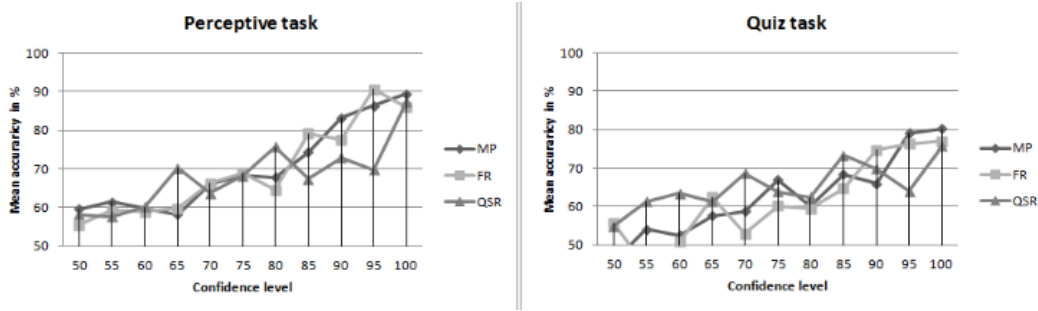 Perceptive task
100
90
80
70
60
50
Mean accuraricy in %
50 55 60 65 70 75 80 85 90 95 100
Confidence level
MP
FR
QSR
Quiz task
100
90
80
70
60
50
Mean accuraricy in %
50 55 60 65 70 75 80 85 90 95 100
Confidence level
MP
FR
QSR